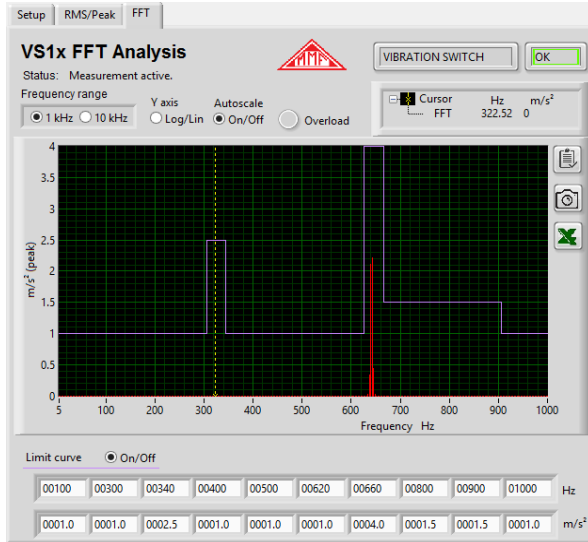 Setup RMS/Peak FFT
VS1x FFT Analysis
MMF
VIBRATION SWITCH OK
Status: Measurement active.
Frequency range
Y axis Autoscale
1 kHz 10 kHz Log/Lin On/Off Overload
Cursor Hz m/s²
FFT 322.52 0
4
3.5
3
2.5
2
1.5
1
0.5
0
m/s² (peak)
5 100 200 300 400 500 600 700 800 900 1000
Frequency Hz
Limit curve On/Off
00100 00300 00340 00400 00500 00620 00660 00800 00900 01000 Hz
0001.0 0001.0 0002.5 0001.0 0001.0 0001.0 0004.0 0001.5 0001.5 0001.0 m/s²